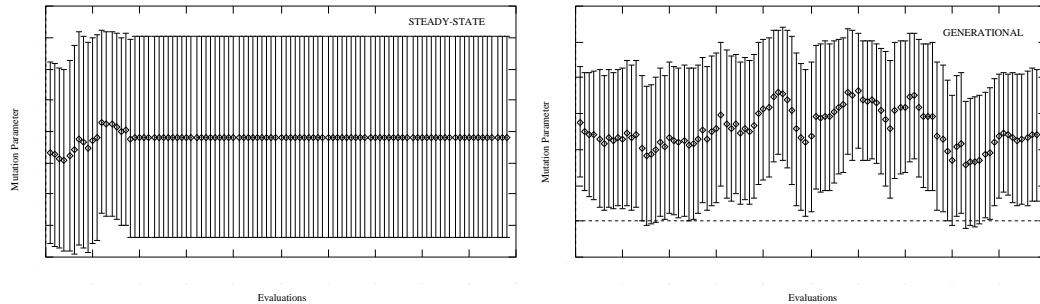 STEADY-STATE
Mutation Parameter
Evaluations
GENERATIONAL
Mutation Parameter
Evaluations